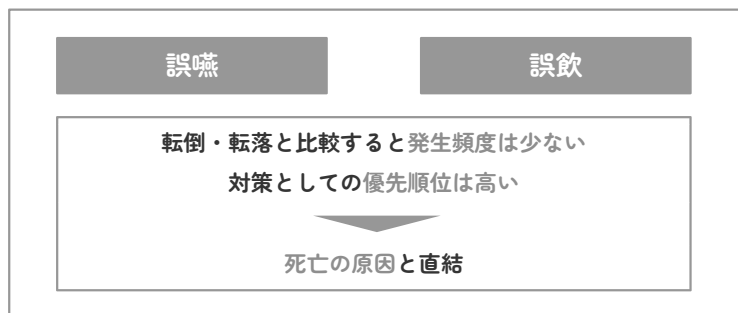 誤嚥
誤飲
転倒・転落と比較すると発生頻度は少ない
対策としての優先順位は高い
死亡の原因と直結